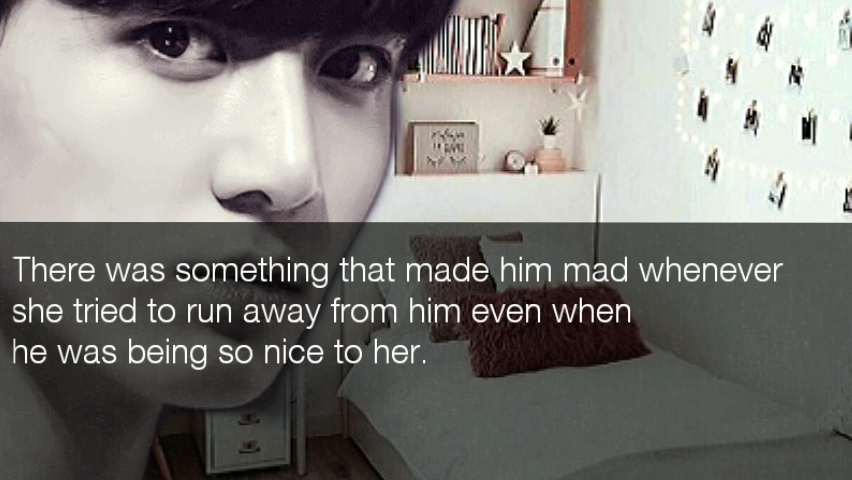 There was something that made him mad whenever
she tried to run away from him even when
he was being so nice to her.